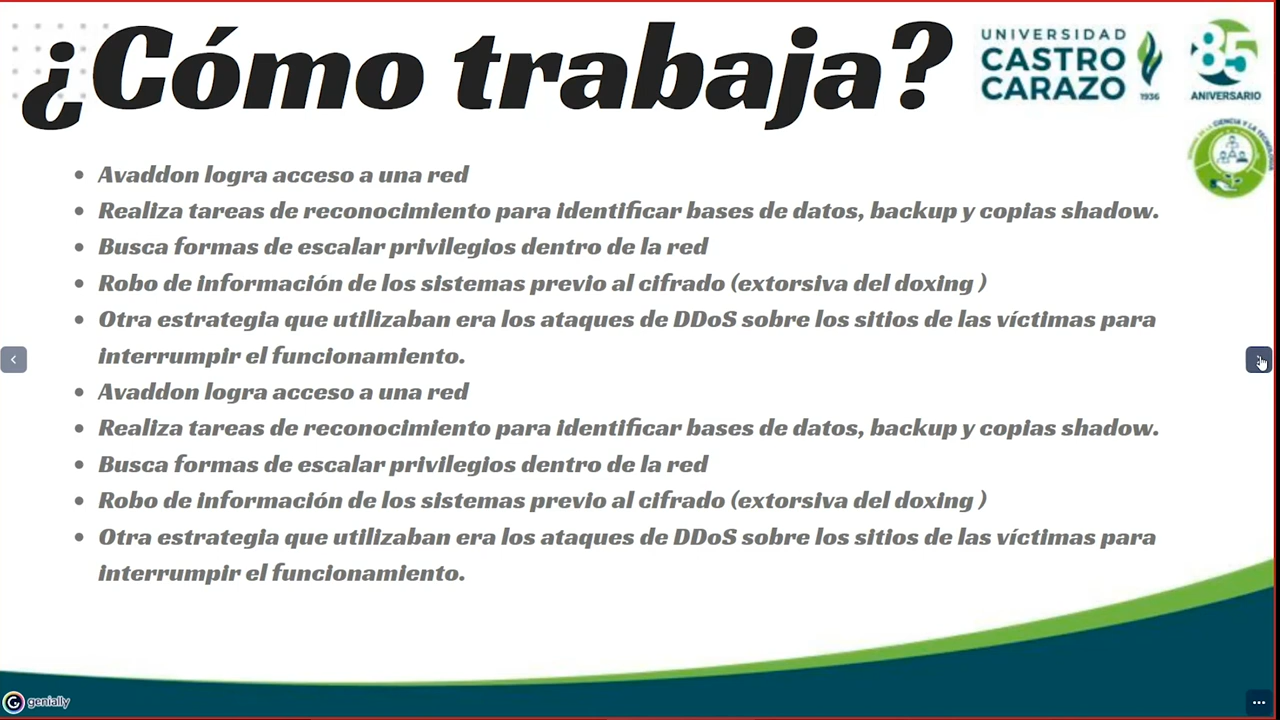 ¿Cómo trabaja?
UNIVERSIDAD
CASTRO
CARAZO
1936
85
ANIVERSARIO
CIENCIA Y LA TECNOLOGÍA
Avaddon logra acceso a una red
Realiza tareas de reconocimiento para identificar bases de datos, backup y copias shadow.
Busca formas de escalar privilegios dentro de la red
Robo de información de los sistemas previo al cifrado (extorsiva del doxing )
Otra estrategia que utilizaban era los ataques de DDoS sobre los sitios de las víctimas para
interrumpir el funcionamiento.
Avaddon logra acceso a una red
Realiza tareas de reconocimiento para identificar bases de datos, backup y copias shadow.
Busca formas de escalar privilegios dentro de la red
Robo de información de los sistemas previo al cifrado (extorsiva del doxing )
Otra estrategia que utilizaban era los ataques de DDoS sobre los sitios de las víctimas para
interrumpir el funcionamiento.
genially